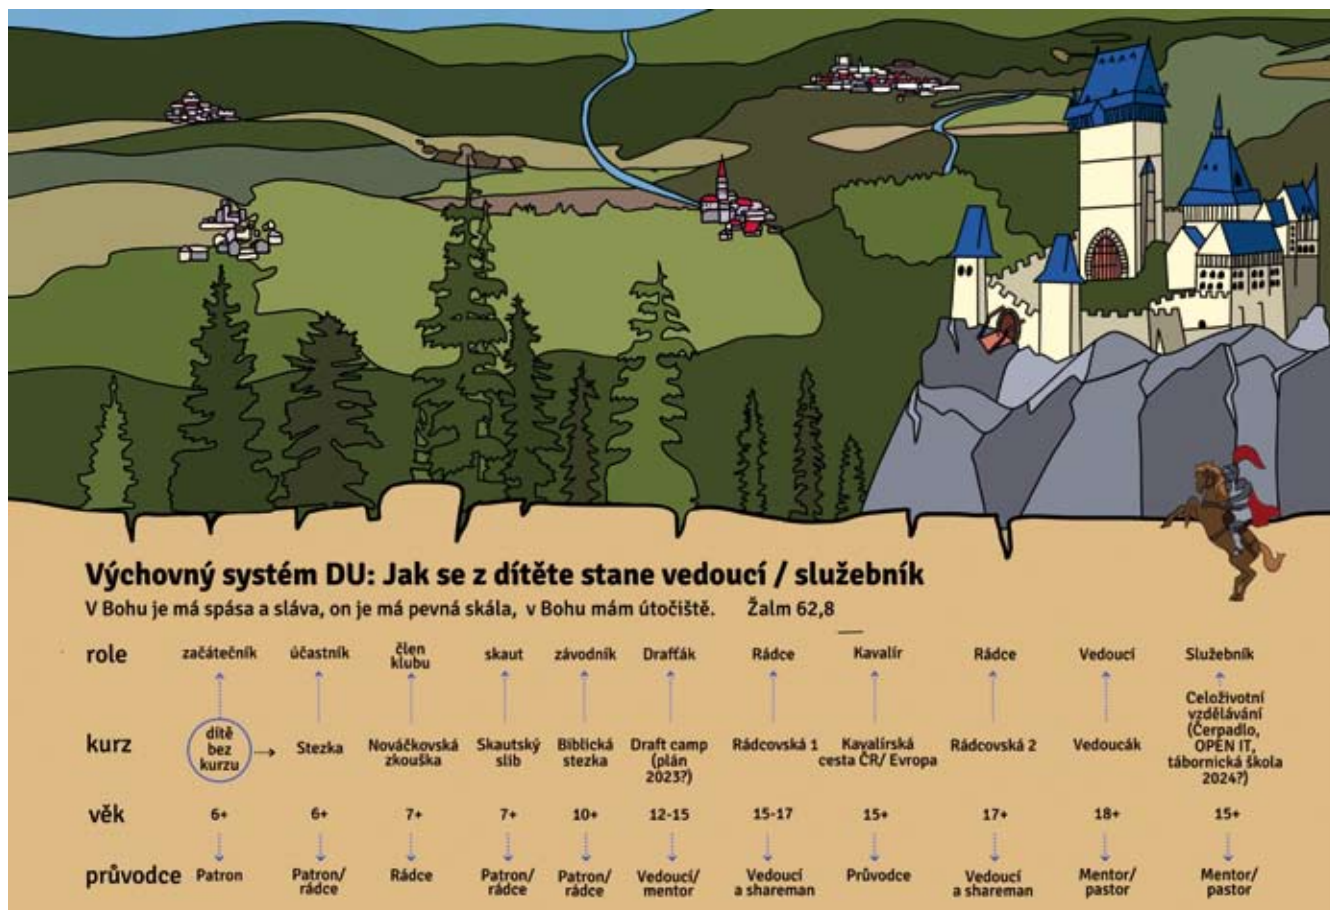 Výchovný systém DU: Jak se z dítěte stane vedoucí / služebník
V Bohu je má spása a sláva, on je má pevná skála, v Bohu mám útočiště. Žalm 62,8
role
začátečník
účastník
člen
klubu
skaut
závodník
Drafťák
Rádce
Kavalír
Rádce
Vedoucí
Služebník
kurz
dítě
bez
kurzu
Stezka
Nováčkovská
zkouška
Skautský
slib
Biblická
stezka
Draft camp
(plán
2023?)
Rádcovská 1
Kavalírská
cesta ČR/ Evropa
Rádcovská 2
Vedoucák
Celoživotní
vzdělávání
(Čerpadlo,
OPEN IT,
tábornická škola
2024?)
věk
6+
6+
7+
7+
10+
12-15
15-17
15+
17+
18+
15+
průvodce
Patron
Patron/
rádce
Rádce
Patron/
rádce
Patron/
rádce
Vedoucí/
mentor
Vedoucí
a shareman
Průvodce
Vedoucí
a shareman
Mentor/
pastor
Mentor/
pastor